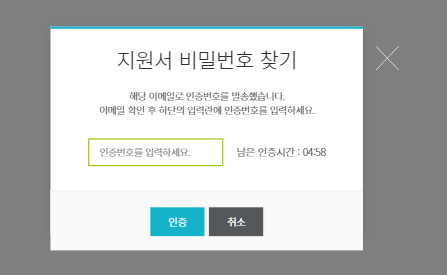 지원서 비밀번호 찾기
해당 이메일로 인증번호를 발송했습니다.
이메일 확인 후 하단의 입력란에 인증번호를 입력하세요.
인증번호를 입력하세요. 남은 인증시간 : 04:58
인증 취소